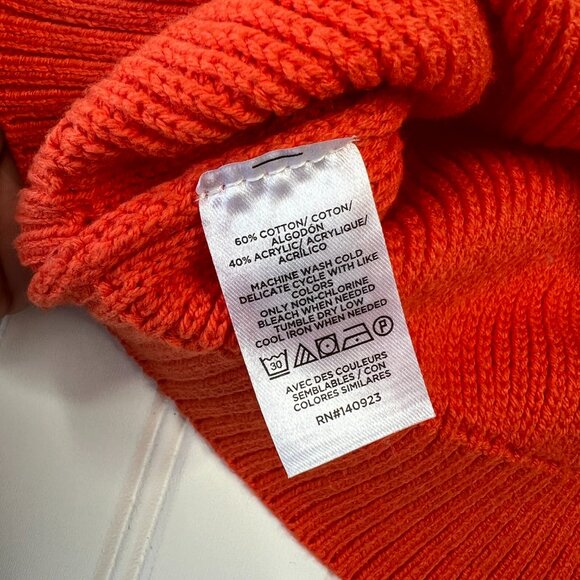 60% COTTON/ COTON/
ALGODÓN
40% ACRYLIC/ ACRYLIQUE/
ACRÍLICO
MACHINE WASH COLD
DELICATE CYCLE WITH LIKE
COLORS
ONLY NON-CHLORINE
BLEACH WHEN NEEDED
TUMBLE DRY LOW
COOL IRON WHEN NEEDED
30 P
AVEC DES COULEURS
SEMBLABLES / CON
COLORES SIMILARES
RN#140923